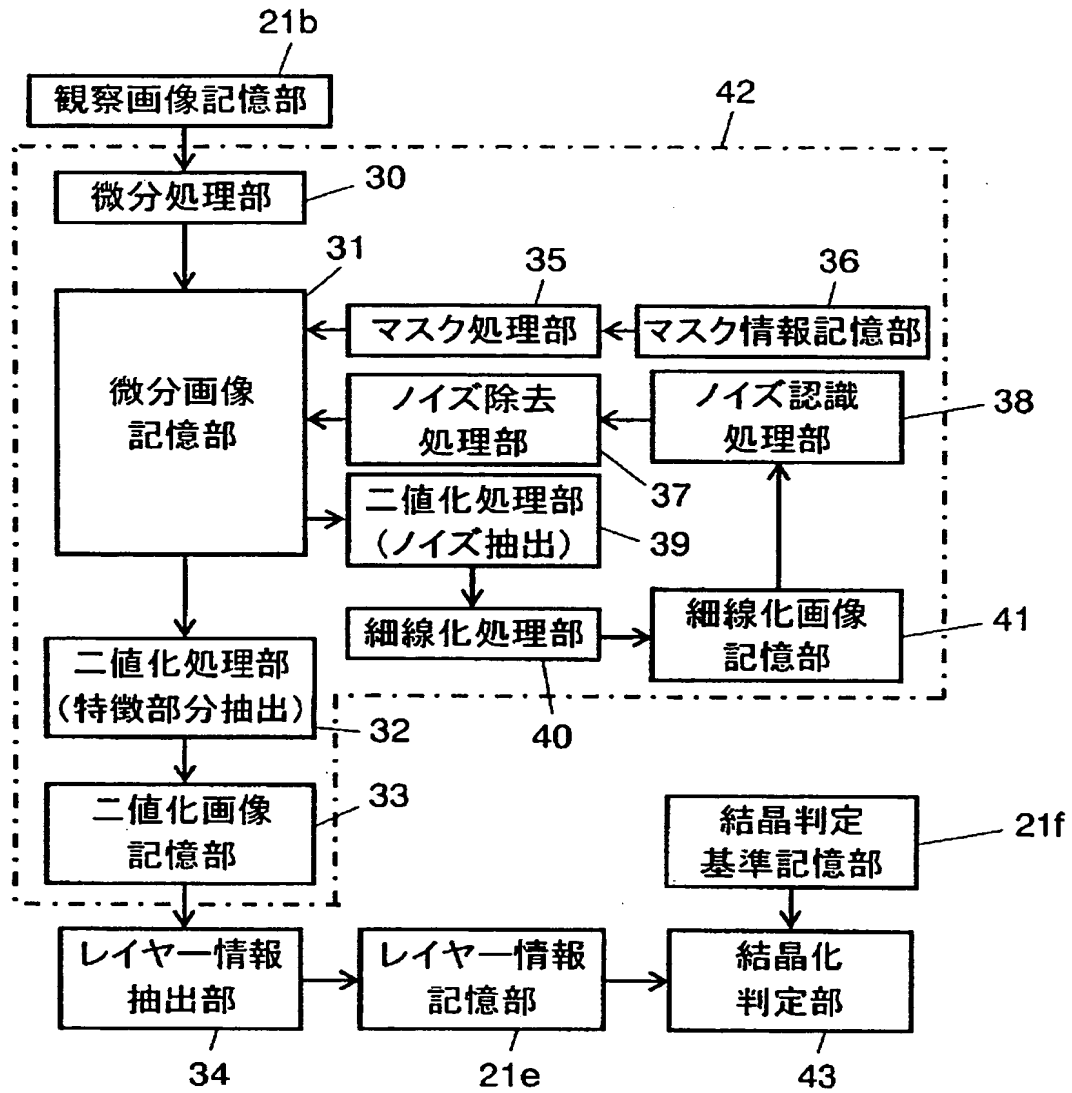 21b
観察画像記憶部
42
微分処理部
30
31
35
36
マスク処理部
マスク情報記憶部
微分画像
記憶部
ノイズ除去
処理部
ノイズ認識
処理部
38
37
二値化処理部
(ノイズ抽出)
39
細線化処理部
細線化画像
記憶部
41
40
二値化処理部
(特徴部分抽出)
32
二値化画像
記憶部
33
結晶判定
基準記憶部
21f
レイヤー情報
抽出部
レイヤー情報
記憶部
結晶化
判定部
34
21e
43